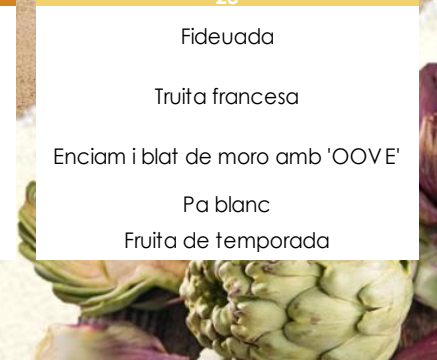 Fideuada
Truita francesa
Enciam i blat de moro amb 'OOVE'
Pa blanc
Fruita de temporada